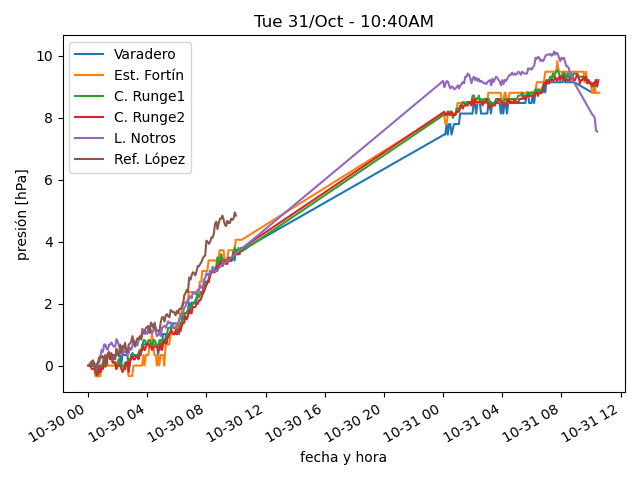 Tue 31/Oct - 10:40AM
Varadero
Est. Fortín
C. Runge1
C. Runge2
L. Notros
Ref. López
presión [hPa]
10
8
6
4
2
0
10-30 00
10-30 04
10-30 08
10-30 12
10-30 16
10-30 20
10-31 00
10-31 04
10-31 08
10-31 12
fecha y hora